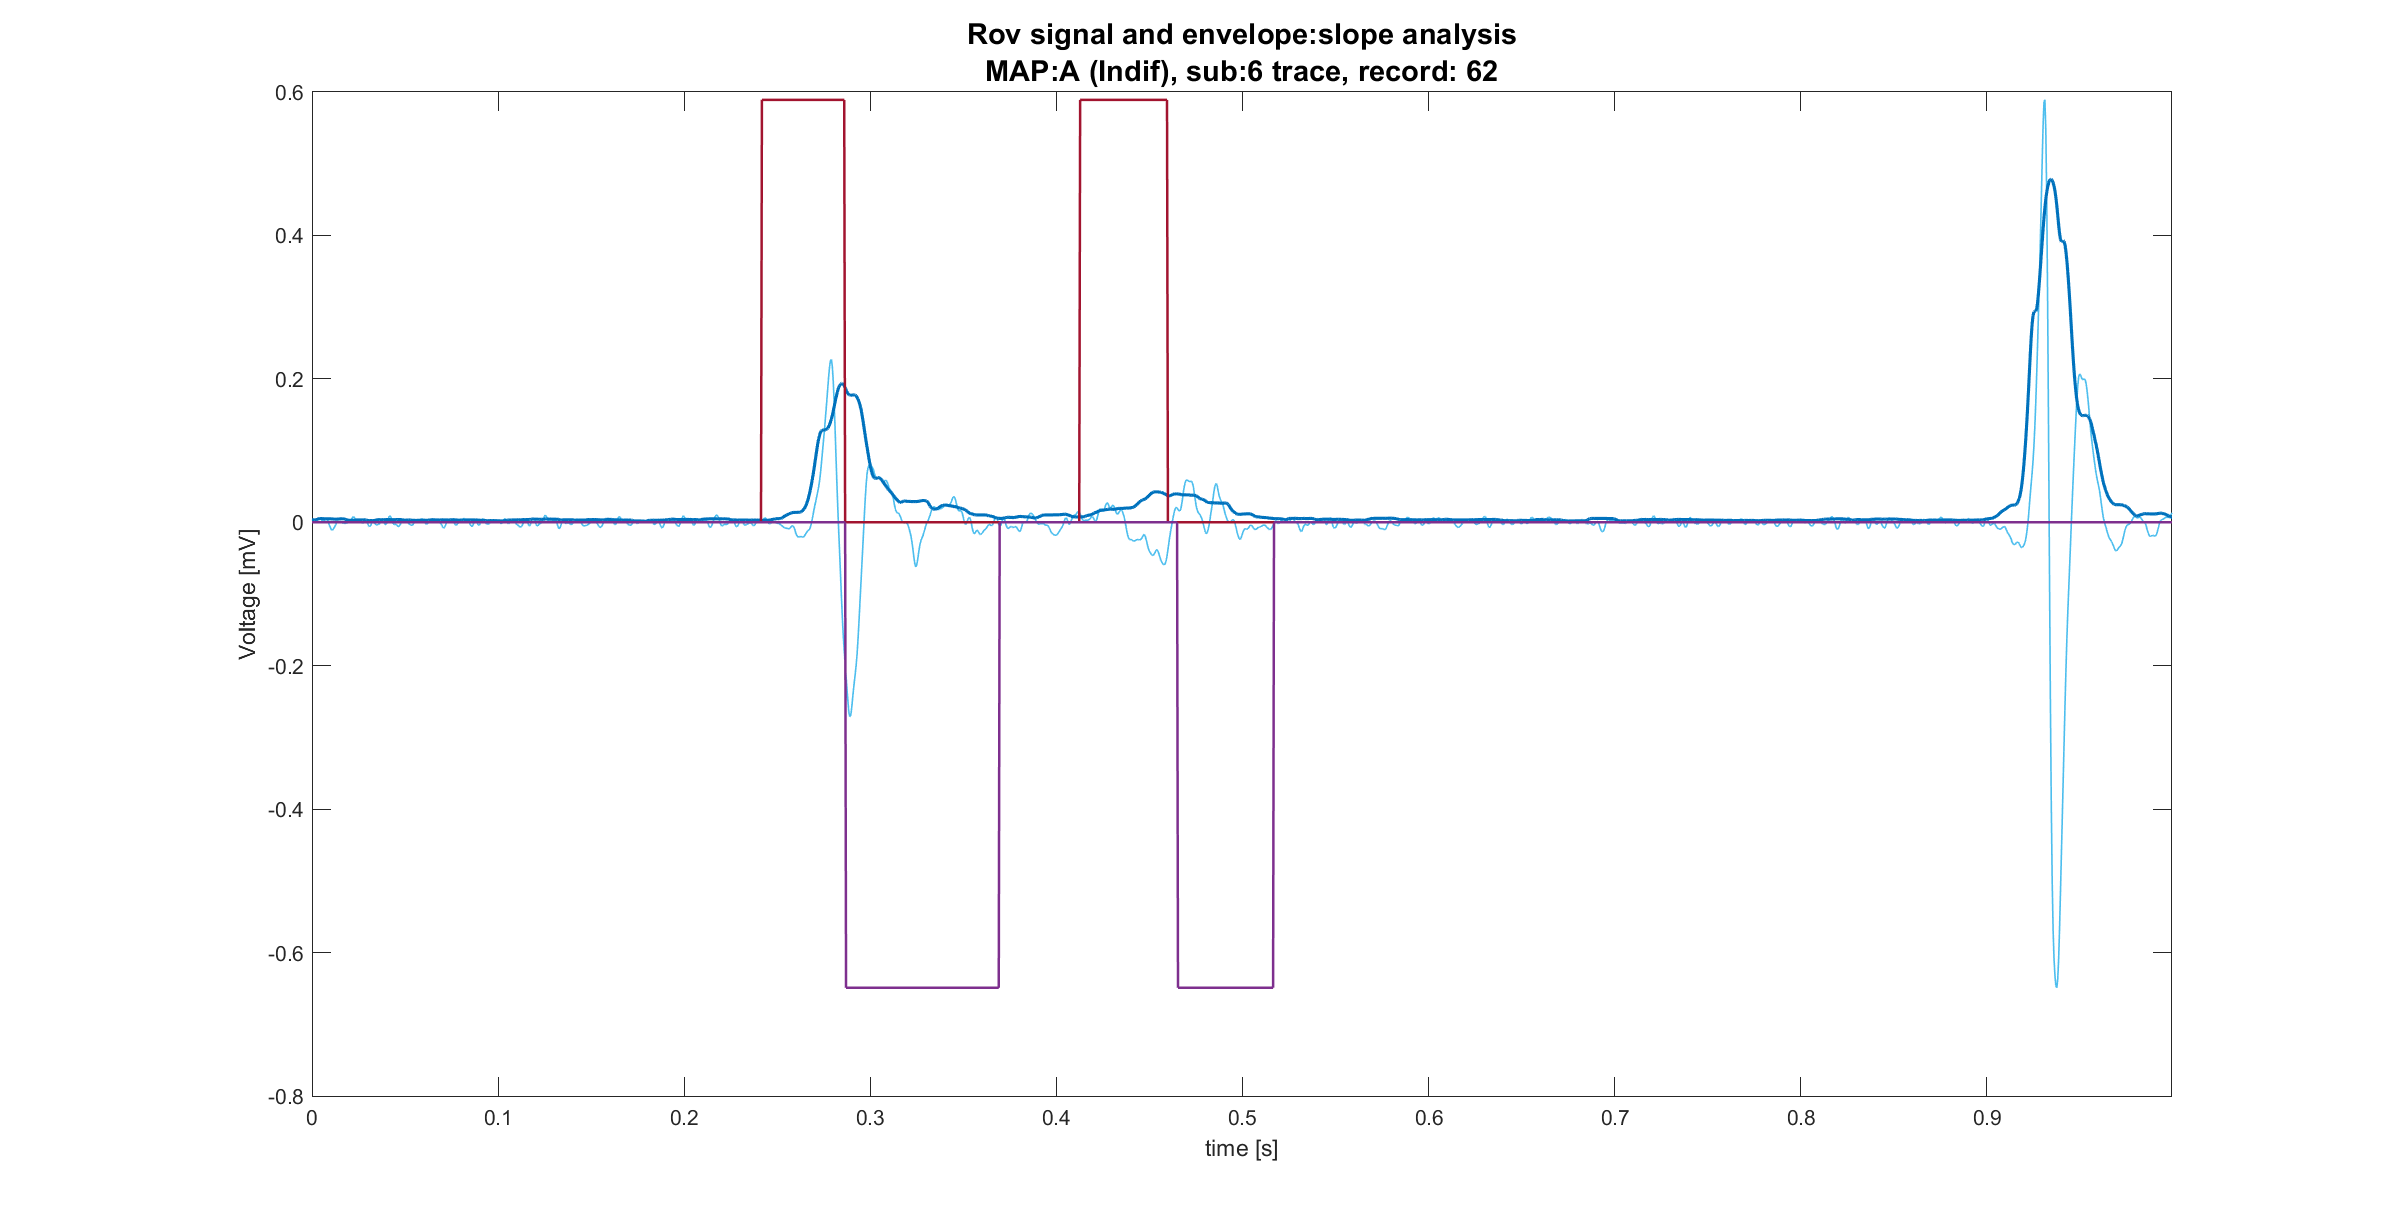 Rov signal and envelope:slope analysis
MAP:A (Indif), sub:6 trace, record: 62
0.6
0.4
0.2
0
-0.2
-0.4
-0.6
-0.8
Voltage [mV]
0 0.1 0.2 0.3 0.4 0.5 0.6 0.7 0.8 0.9
time [s]